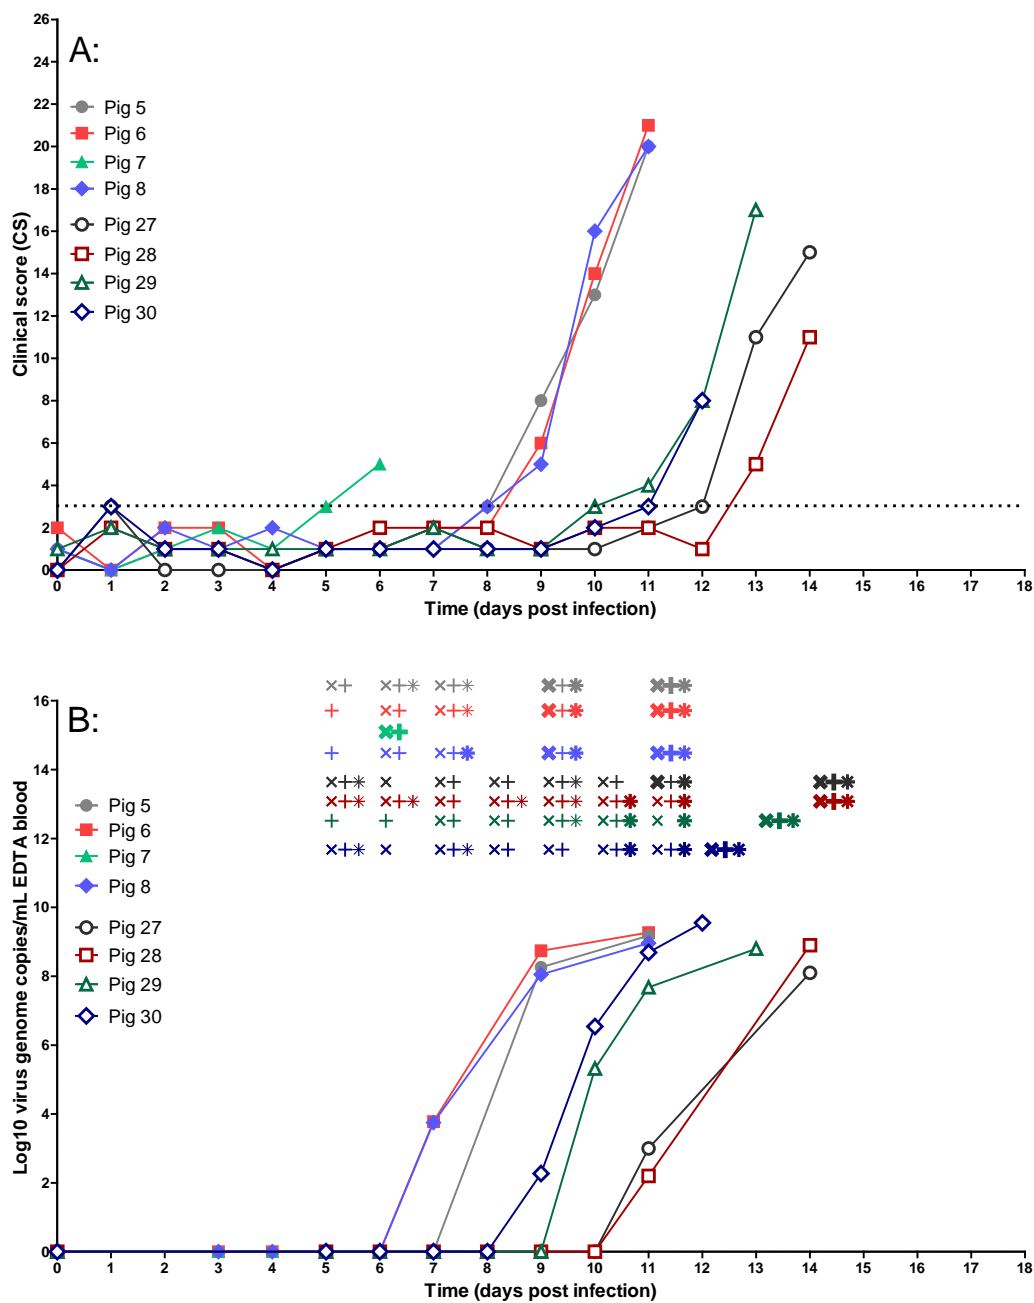 A:
26
24
22
20
18
16
14
12
10
8
6
4
2
0
Clinical score (CS)
Pig 5
Pig 6
Pig 7
Pig 8
Pig 27
Pig 28
Pig 29
Pig 30
0 1 2 3 4 5 6 7 8 9 10 11 12 13 14 15 16 17 18
Time (days post infection)
B:
16
14
12
10
8
6
4
2
0
Log10 virus genome copies/mL EDTA blood
Pig 5
Pig 6
Pig 7
Pig 8
Pig 27
Pig 28
Pig 29
Pig 30
0 1 2 3 4 5 6 7 8 9 10 11 12 13 14 15 16 17 18
Time (days post infection)